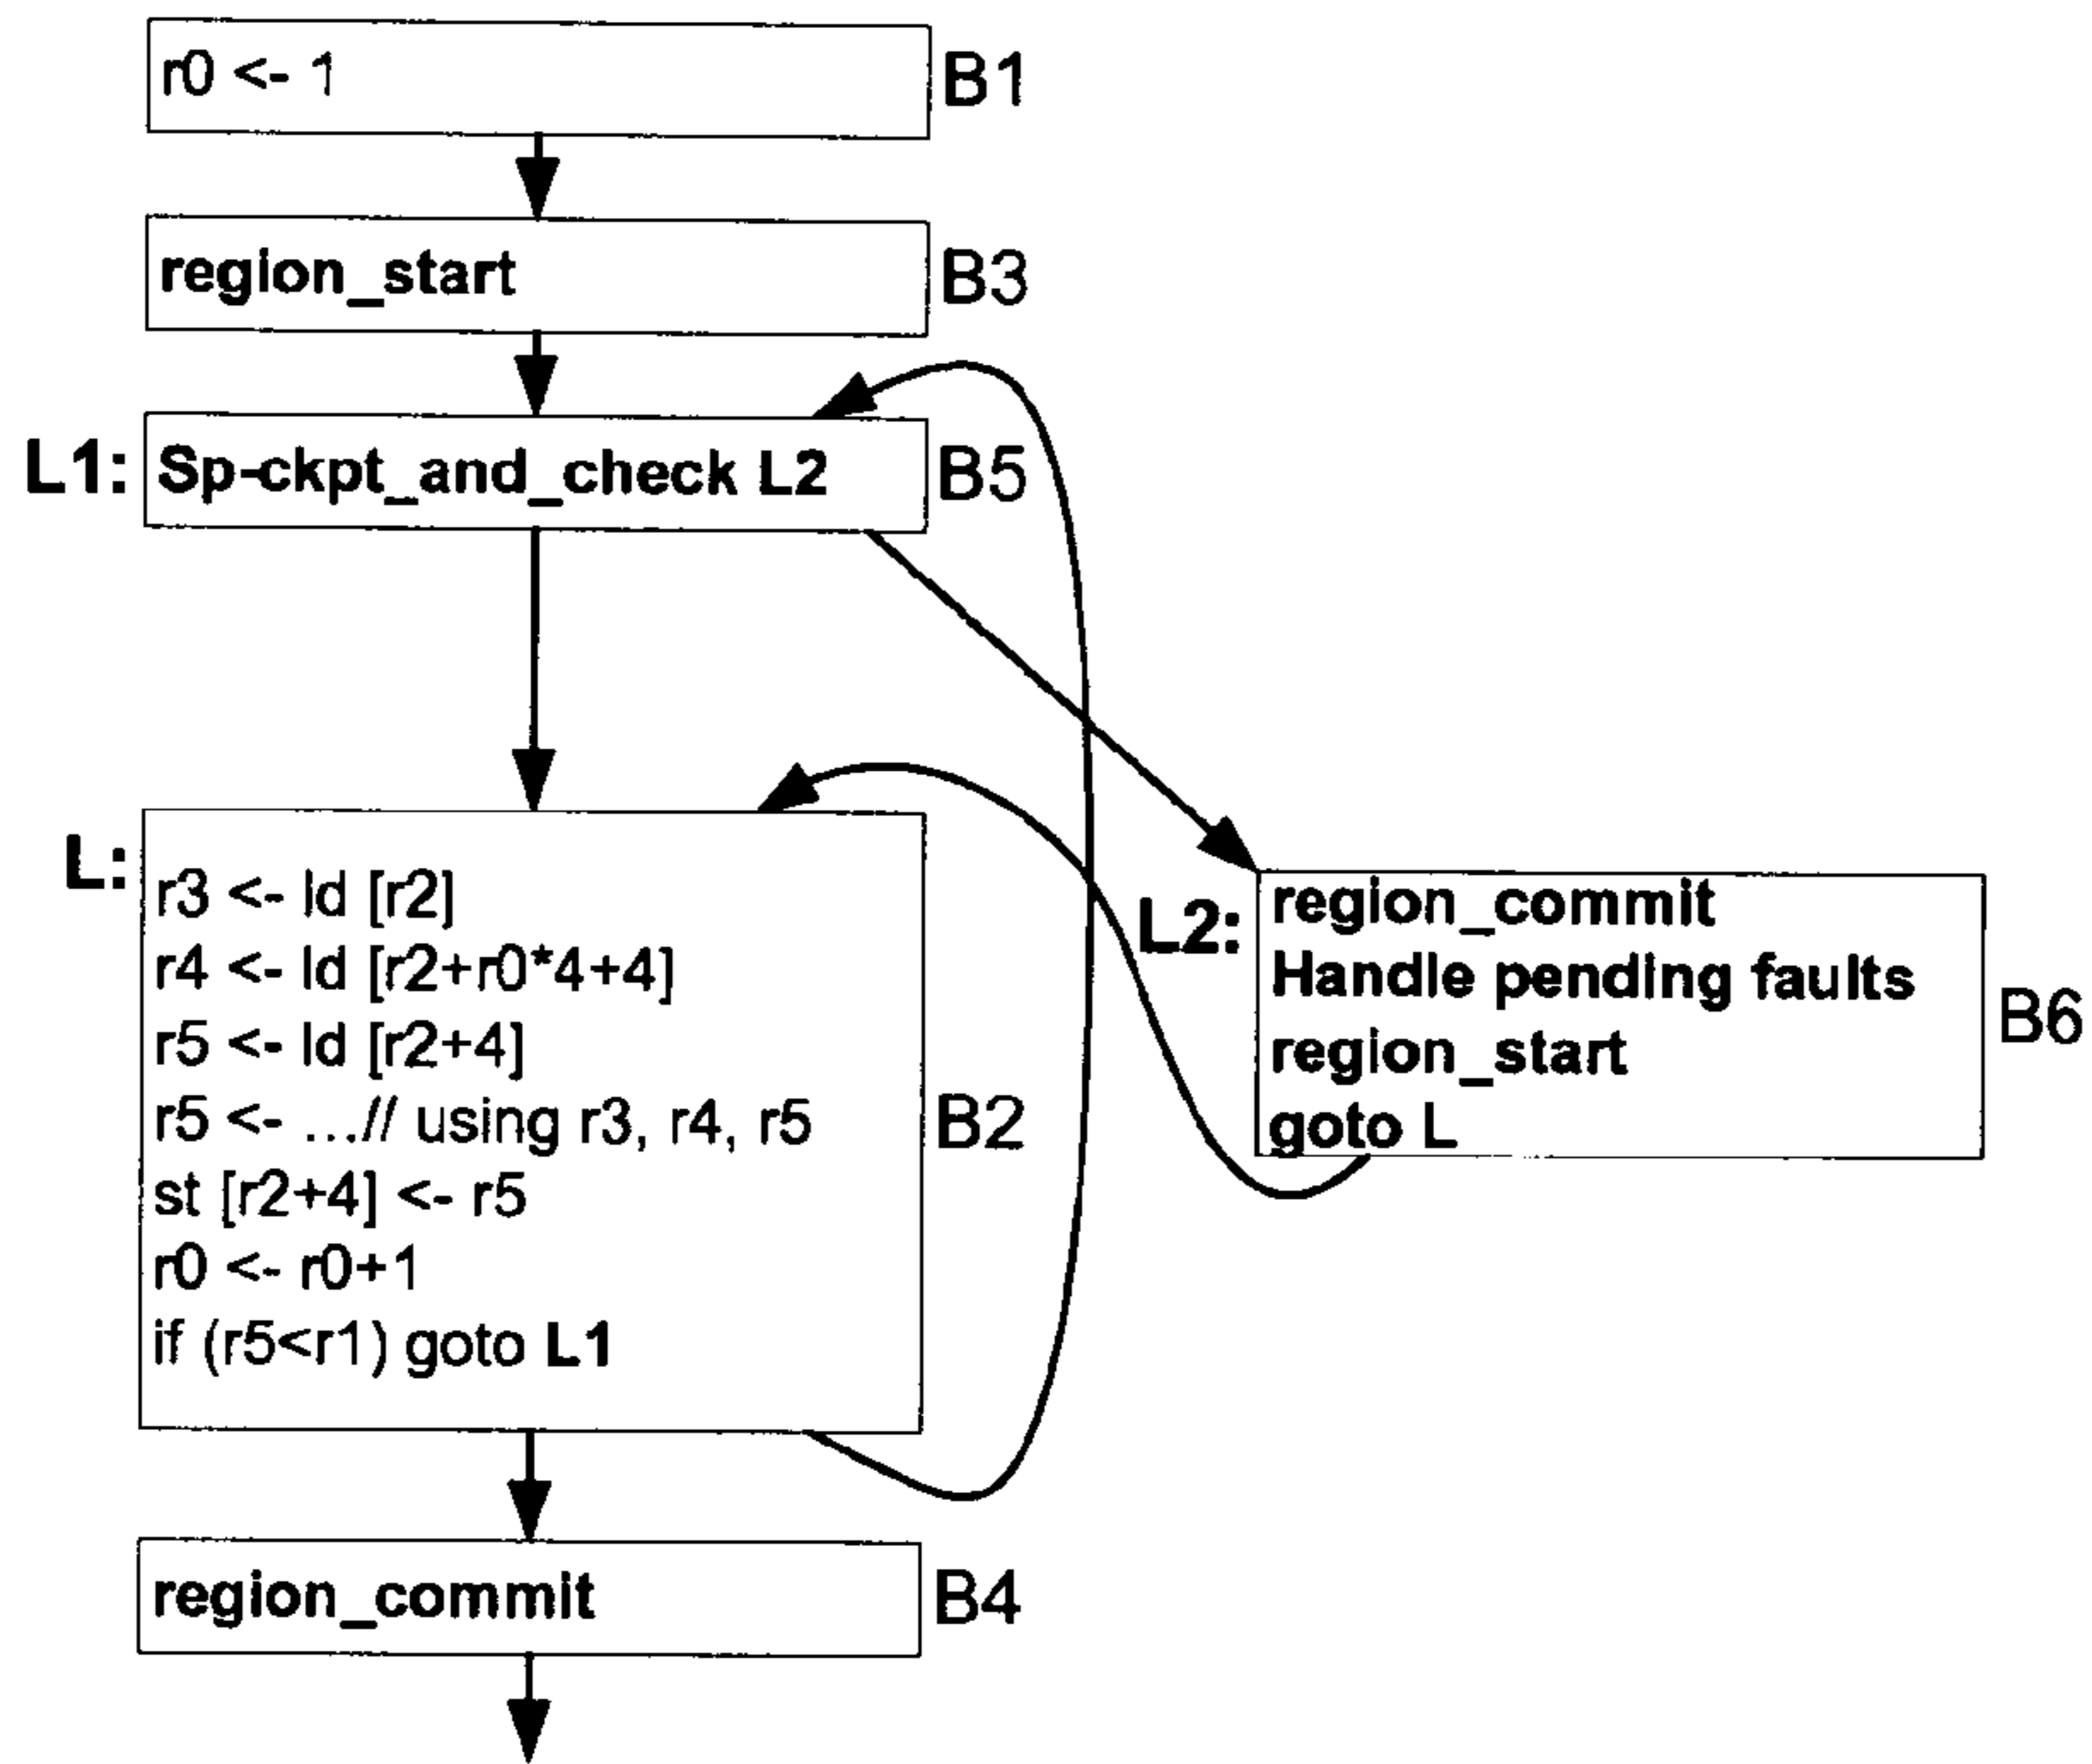 r0 <- 1
B1
region_start
B3
L1:
Sp-ckpt_and_check L2
B5
L:
r3 <- ld [r2]
r4 <- ld [r2+r0*4+4]
r5 <- ld [r2+4]
r5 <- ...// using r3, r4, r5
st [r2+4] <- r5
r0 <- r0+1
if (r5<r1) goto L1
B2
L2:
region_commit
Handle pending faults
region_start
goto L
B6
region_commit
B4